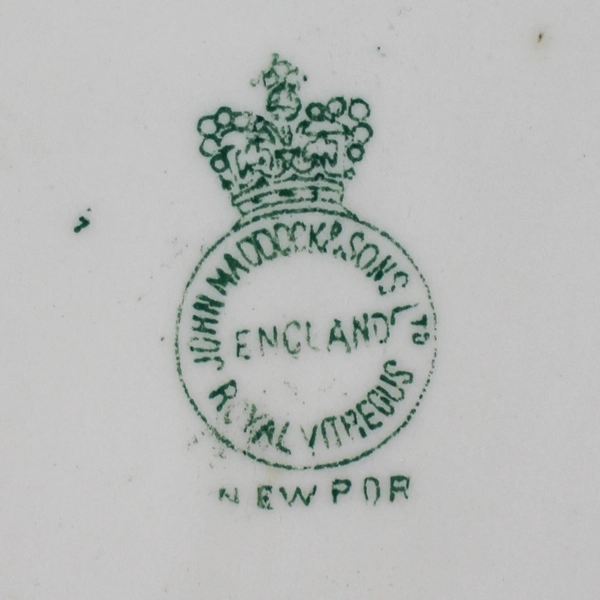 JOHN MADDOCK & SONS LTD
ENGLAND
ROYAL VITREOUS
NEWPOR